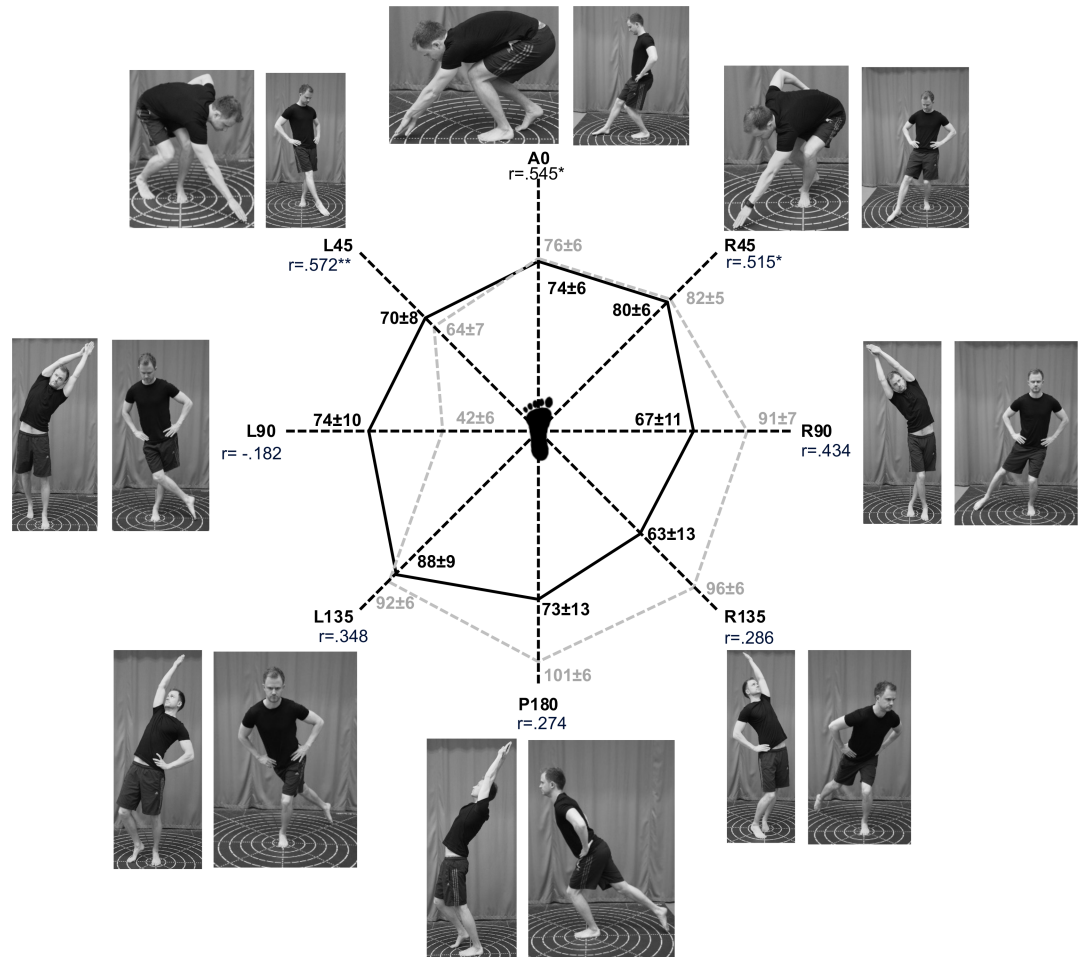 A0
r=.545*
L45
r=.572**
R45
r=.515*
76±6
74±6
80±6
82±5
70±8
64±7
L90
r= -.182
74±10
42±6
67±11
91±7
R90
r=.434
63±13
88±9
92±6
73±13
96±6
L135
r=.348
R135
r=.286
101±6
P180
r=.274